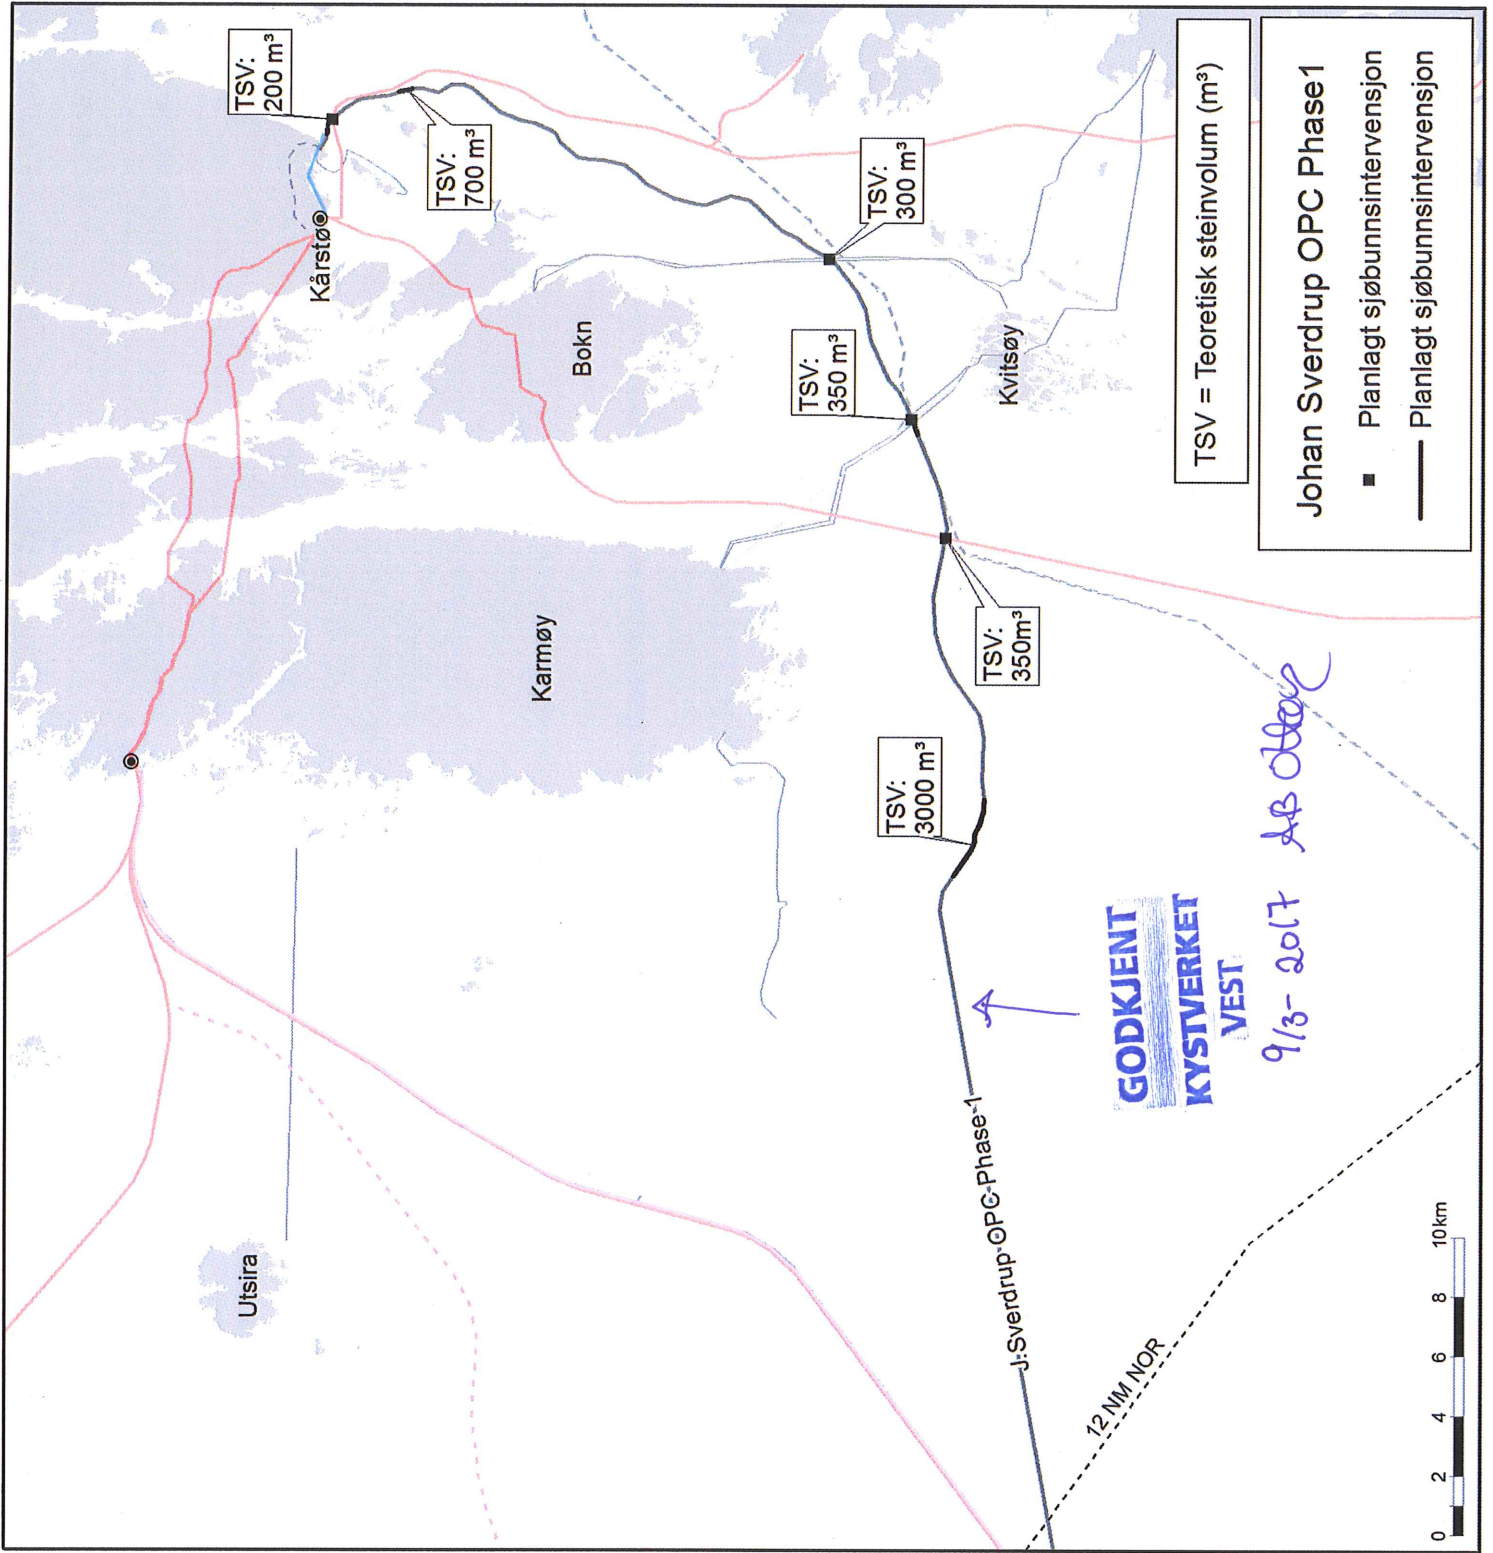 TSV:
200 m³
TSV:
700 m³
Kårstø
TSV:
300 m³
Bokn
TSV:
350 m³
Kvitsøy
Karmøy
TSV:
350m³
TSV:
3000 m³
Utsira
J.Sverdrup-OPC-Phase-1
12 NM NOR
GODKJENT
KYSTVERKET
VEST
9/3- 2017 AB
TSV = Teoretisk steinvolum (m³)
Johan Sverdrup OPC Phase1
Planlagt sjøbunnsintervensjon
Planlagt sjøbunnsintervensjon
0 2 4 6 8 10km